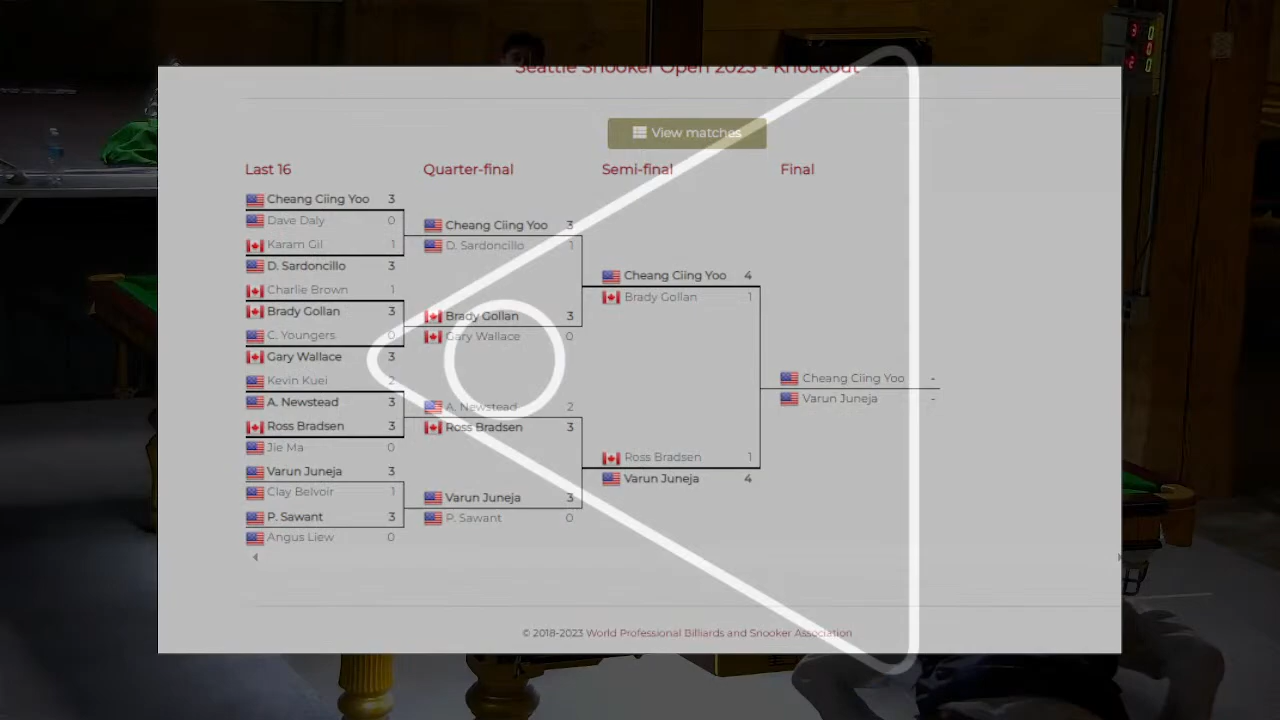 Seattle Snooker Open 2023 - Knockout
View matches
Last 16 Quarter-final Semi-final Final
Cheang Ciing Yoo 3
Dave Daly 0
Karam Gil 1
D. Sardoncillo 3
Charlie Brown 1
Brady Gollan 3
C. Youngers 0
Gary Wallace 3
Kevin Kuei 2
A. Newstead 3
Ross Bradsen 3
Jie Ma 0
Varun Juneja 3
Clay Belvoir 1
P. Sawant 3
Angus Liew 0
Cheang Ciing Yoo 3
D. Sardoncillo 1
Brady Gollan 3
Gary Wallace 0
A. Newstead 2
Ross Bradsen 3
Varun Juneja 3
P. Sawant 0
Cheang Ciing Yoo 4
Brady Gollan 1
Ross Bradsen 1
Varun Juneja 4
Cheang Ciing Yoo -
Varun Juneja -
© 2018-2023 World Professional Billiards and Snooker Association